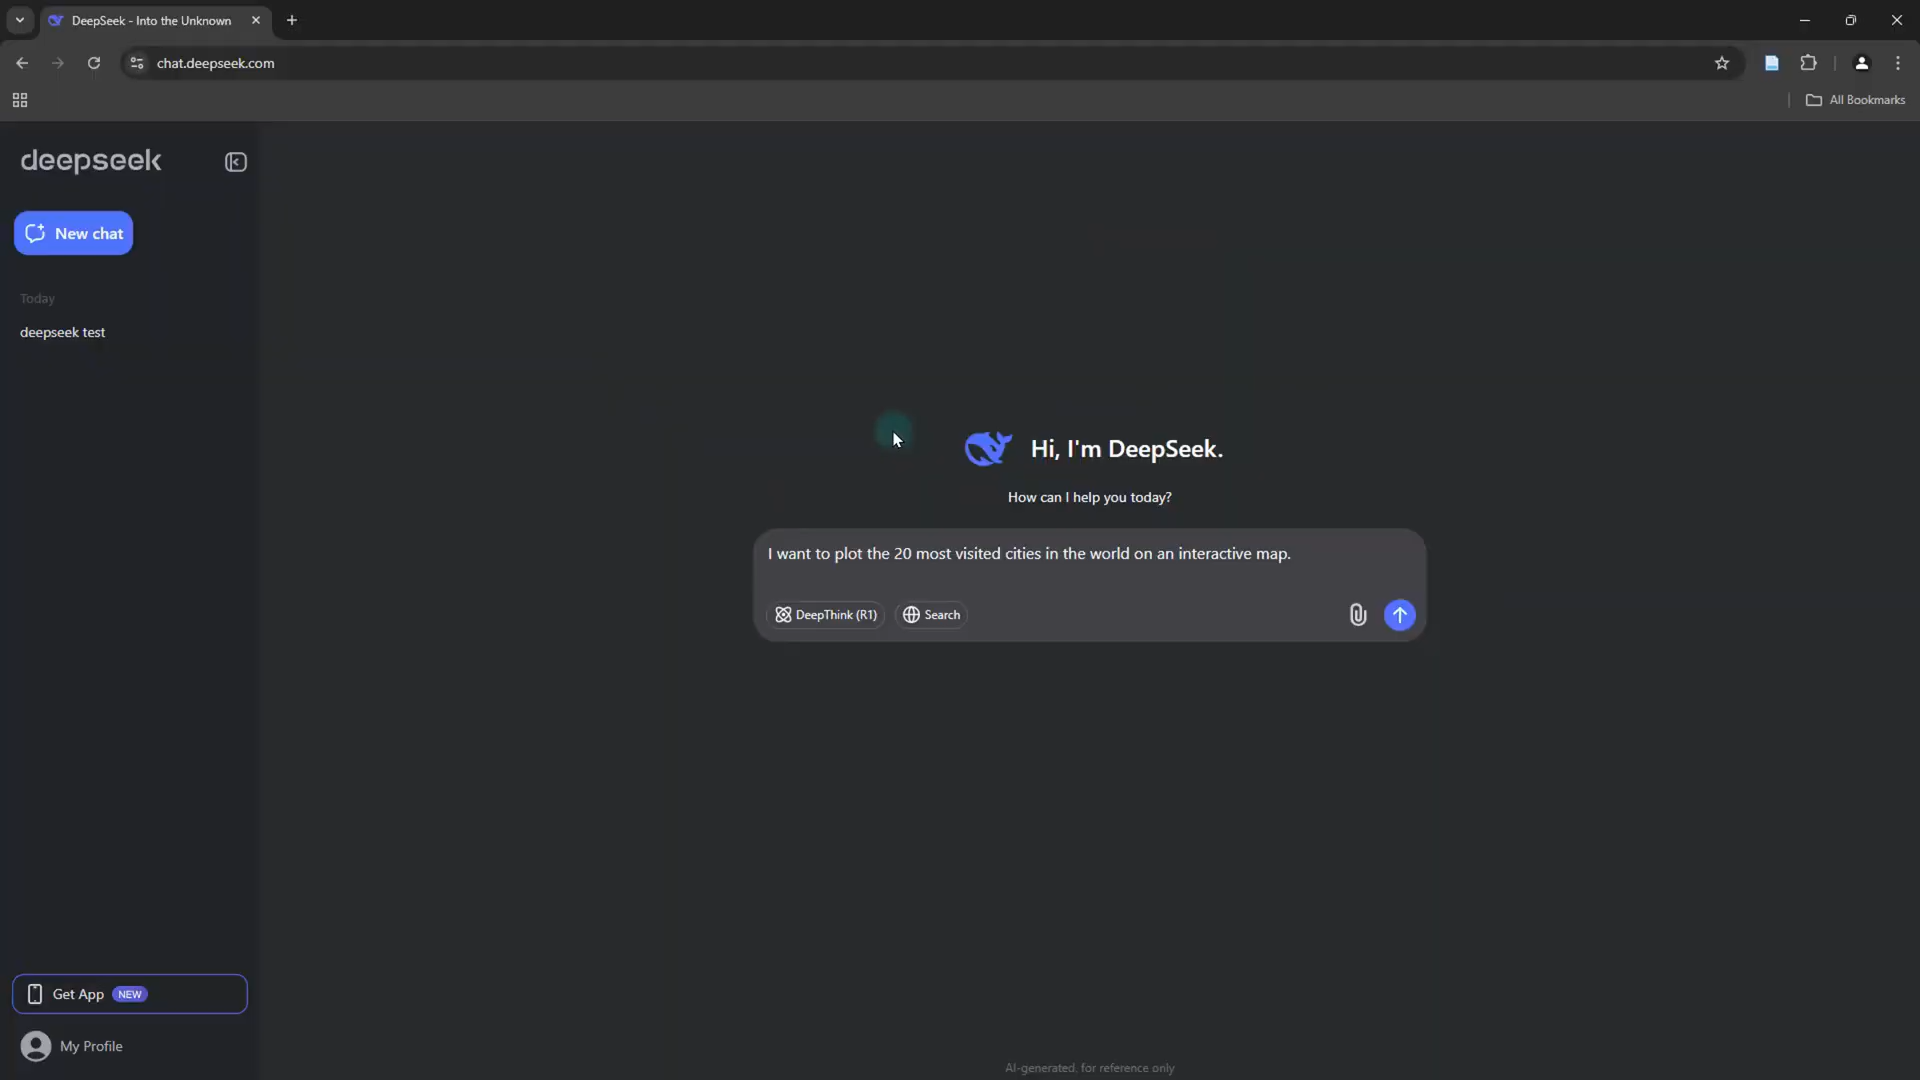 DeepSeek - Into the Unknown
chat.deepseek.com
All Bookmarks
deepseek
New chat
Today
deepseek test
Hi, I'm DeepSeek.
How can I help you today?
I want to plot the 20 most visited cities in the world on an interactive map.
DeepThink (R1) Search
Get App NEW
My Profile
AI-generated, for reference only